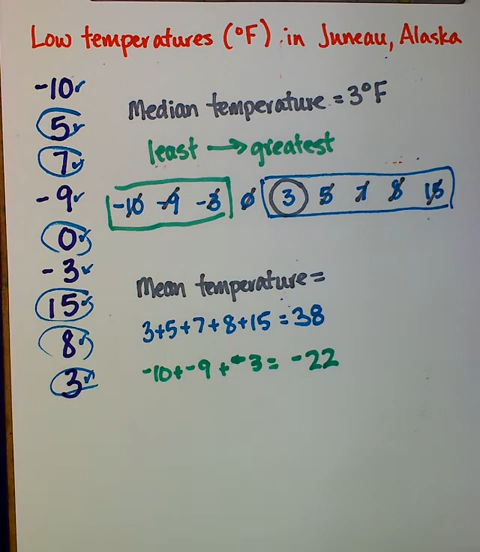 Low temperatures (°F) in Juneau, Alaska
-10
5
7
-9
0
-3
15
8
3
Median temperature = 3°F
least → greatest
-10 -9 -3 0 3 5 7 8 15
Mean temperature =
3+5+7+8+15 = 38
-10+-9+-3 = -22